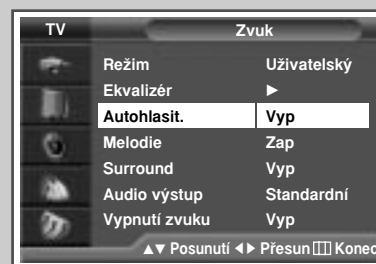 TV Zvuk
Režim Uživatelský
Ekvalizér ►
Autohlasit. Vyp
Melodie Zap
Surround Vyp
Audio výstup Standardní
Vypnutí zvuku Vyp
▲▼ Posunutí ◄► Přesun Konec